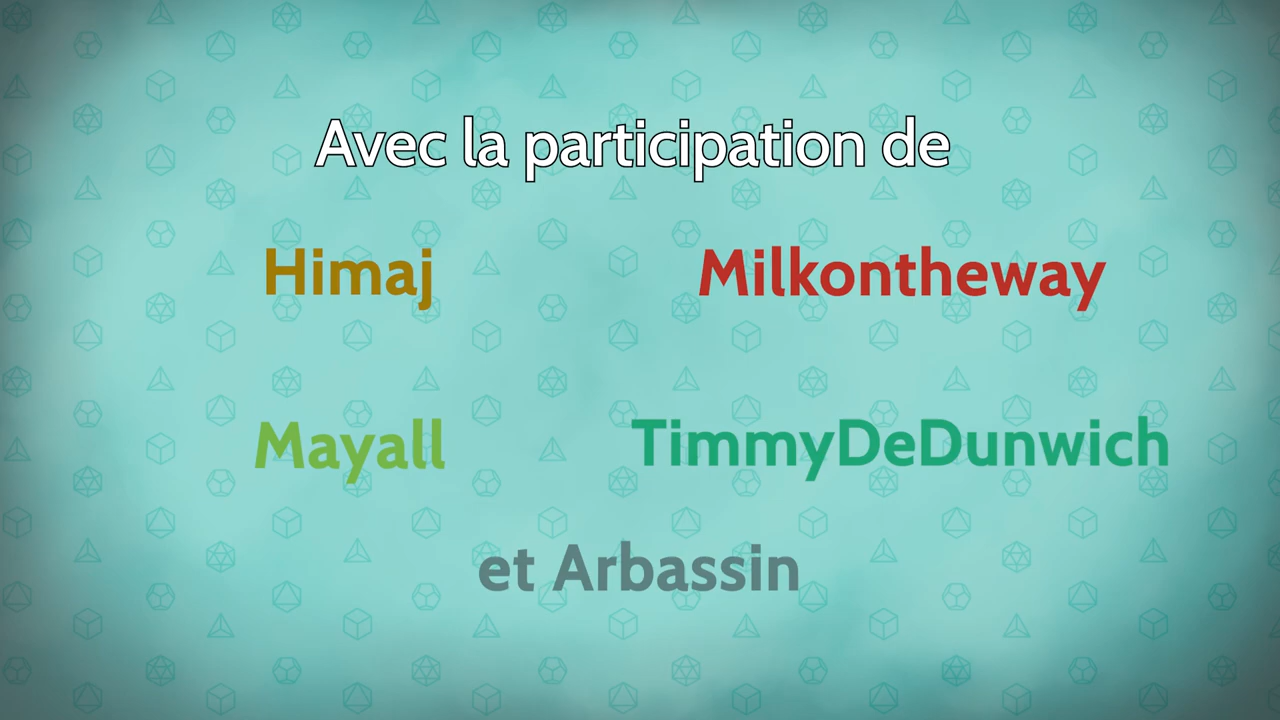 Avec la participation de
Himaj
Milkontheway
Mayall
TimmyDeDunwich
et Arbassin